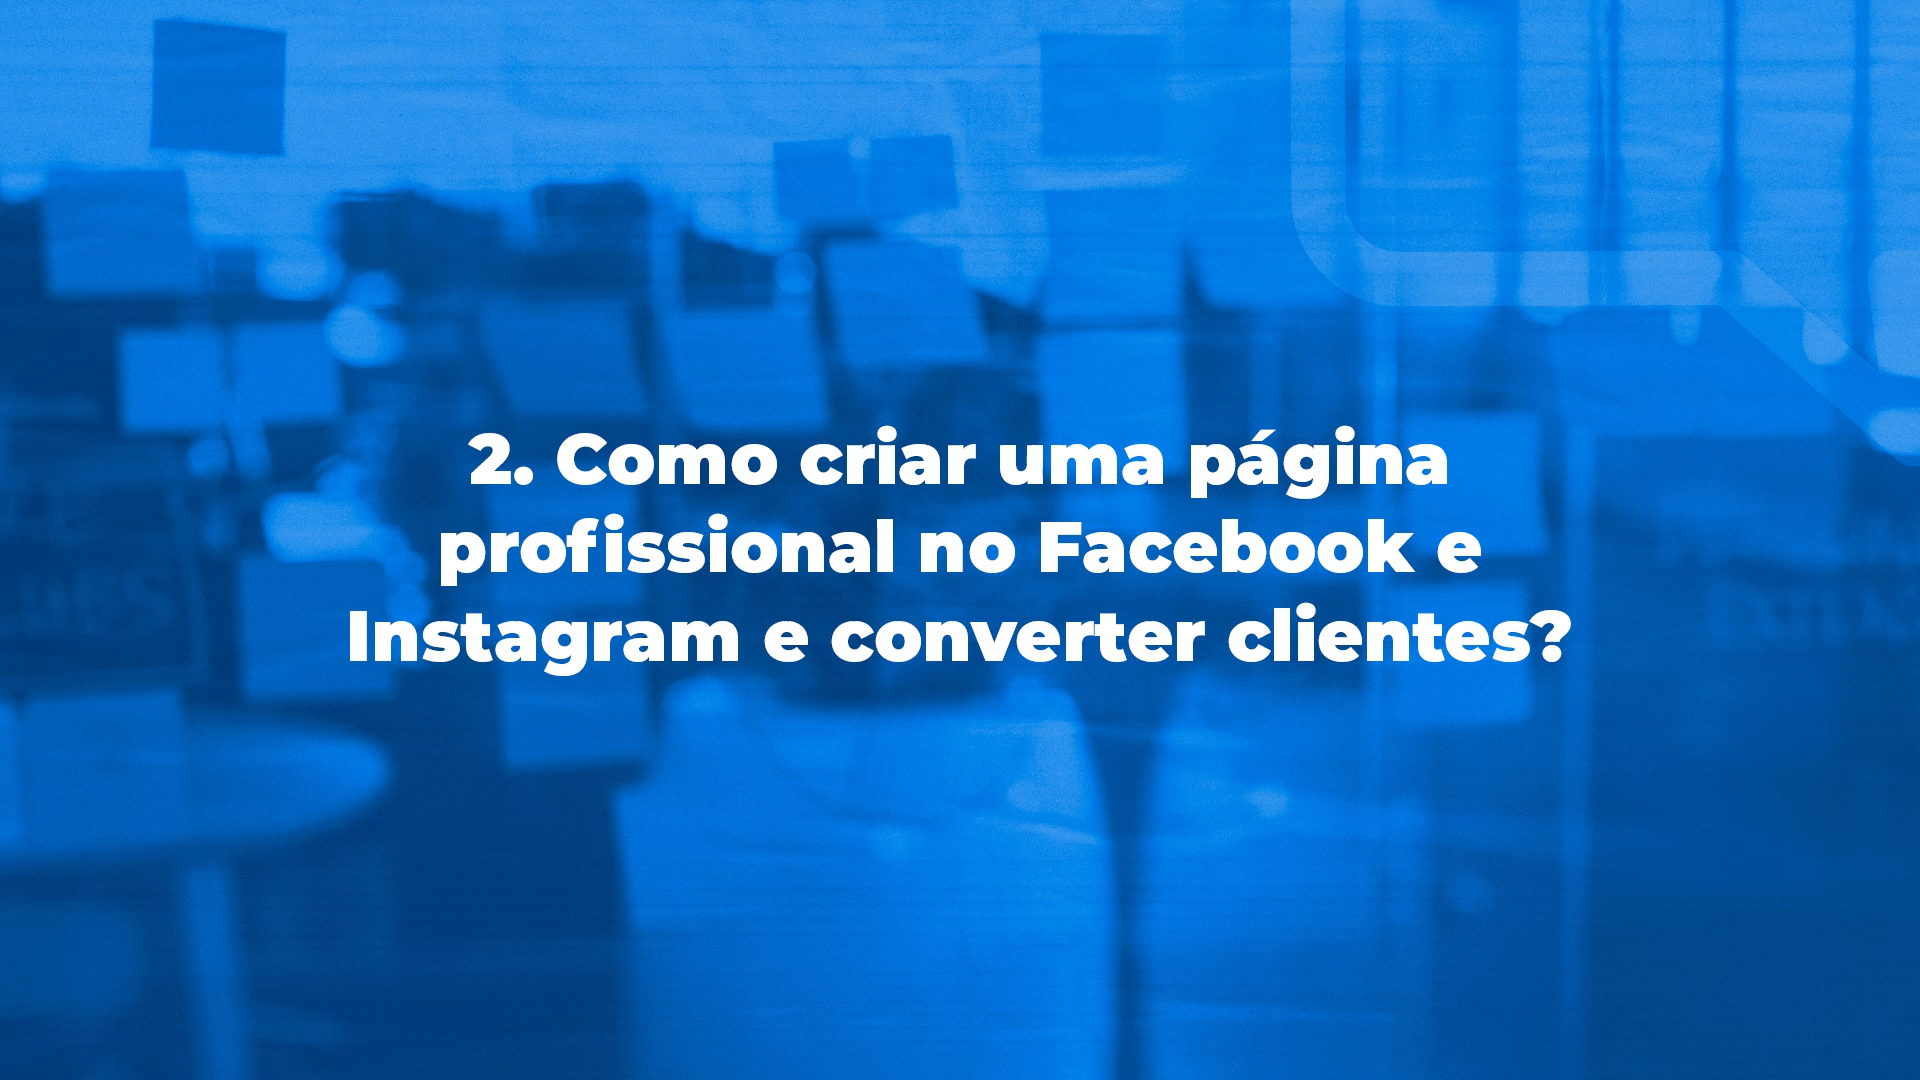 2. Como criar uma página
profissional no Facebook e
Instagram e converter clientes?